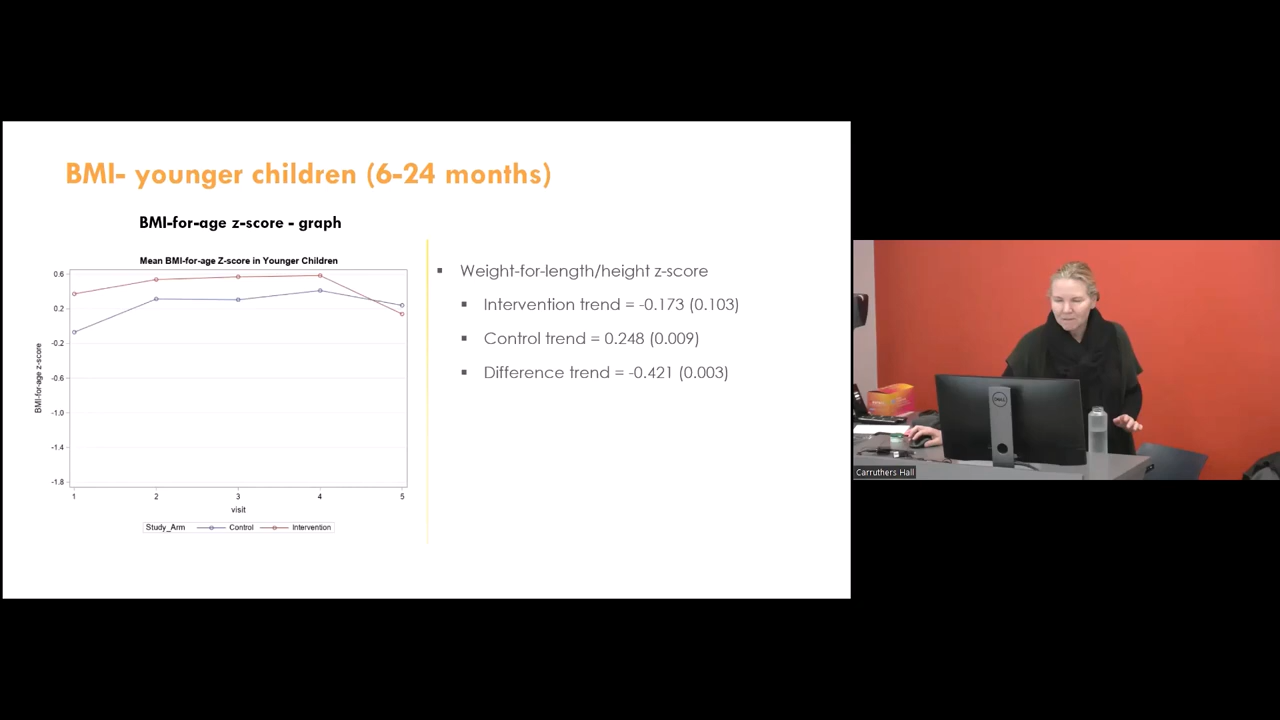 BMI- younger children (6-24 months)
BMI-for-age z-score - graph
Mean BMI-for-age Z-score in Younger Children
0.6
0.2
-0.2
-0.6
-1.0
-1.4
-1.8
BMI-for-age z-score
1 2 3 4 5
visit
Study_Arm Control Intervention
Weight-for-length/height z-score
Intervention trend = -0.173 (0.103)
Control trend = 0.248 (0.009)
Difference trend = -0.421 (0.003)
DELL
Carruthers Hall